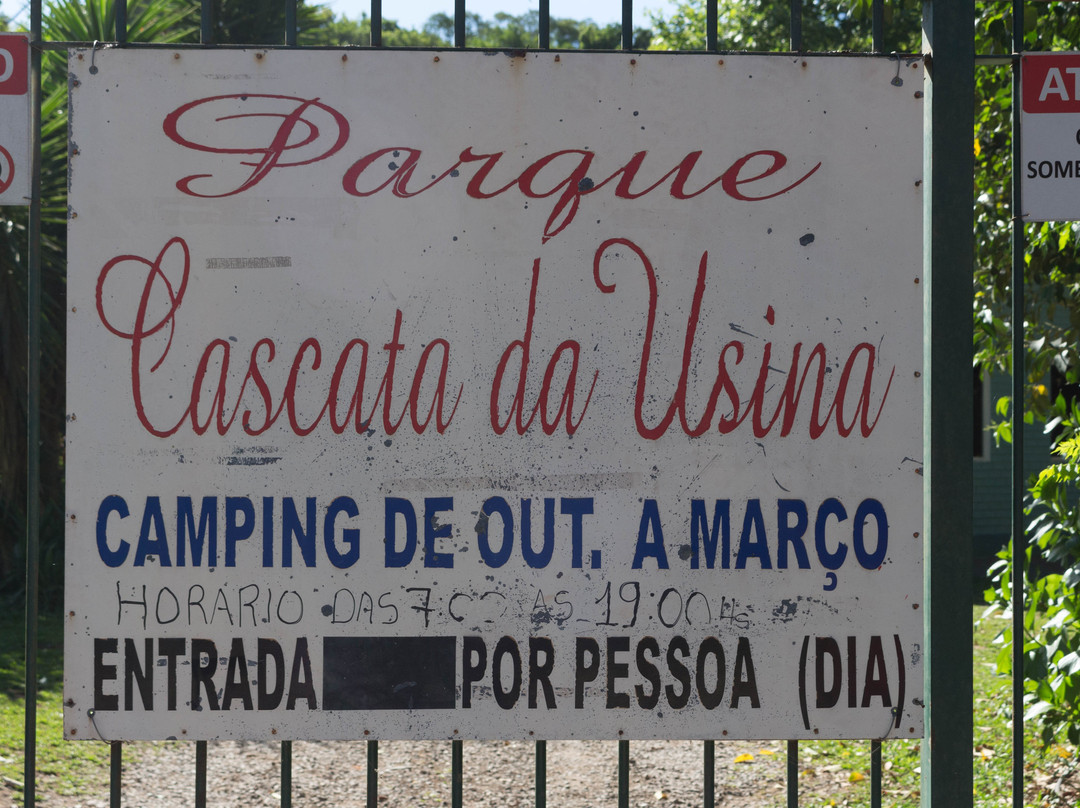 Parque
Cascata da Usina
CAMPING DE OUT. A MARÇO
HORARIO DAS 7:00 AS 19:00 HS
ENTRADA POR PESSOA (DIA)
O
AT
SOME